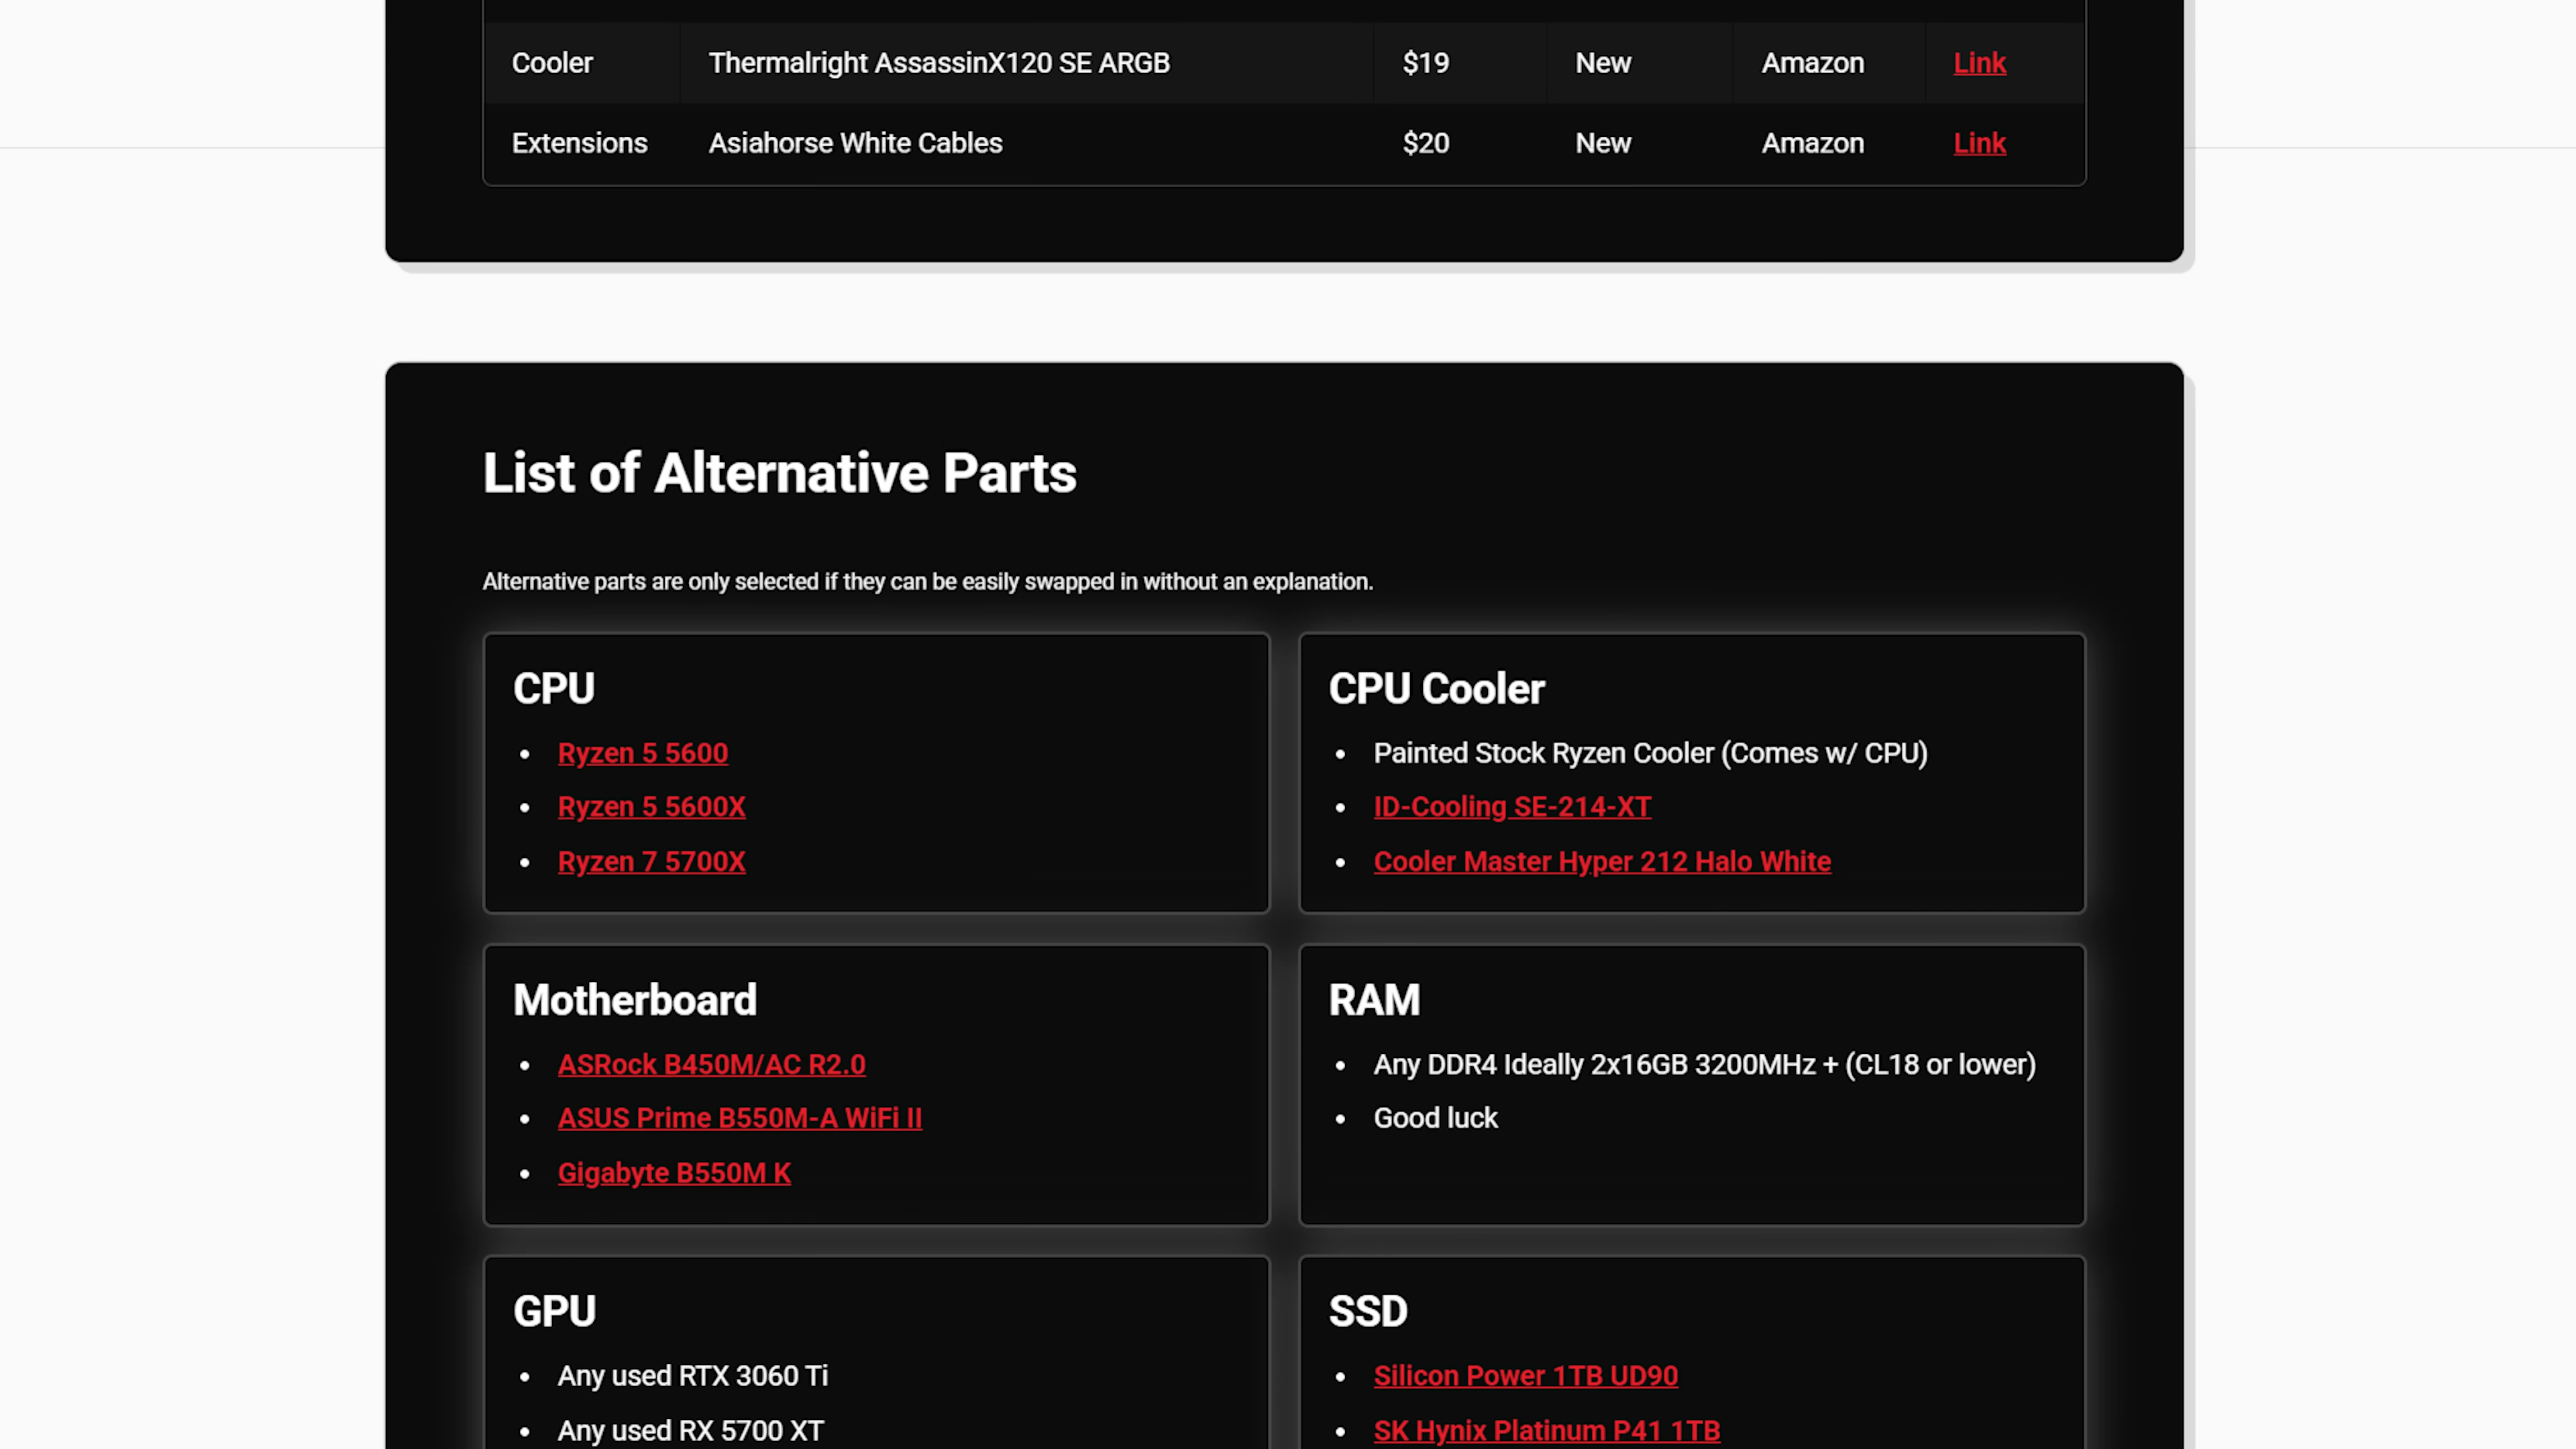 Cooler Thermalright AssassinX120 SE ARGB $19 New Amazon Link
Extensions Asiahorse White Cables $20 New Amazon Link
List of Alternative Parts
Alternative parts are only selected if they can be easily swapped in without an explanation.
CPU
Ryzen 5 5600
Ryzen 5 5600X
Ryzen 7 5700X
CPU Cooler
Painted Stock Ryzen Cooler (Comes w/ CPU)
ID-Cooling SE-214-XT
Cooler Master Hyper 212 Halo White
Motherboard
ASRock B450M/AC R2.0
ASUS Prime B550M-A WiFi II
Gigabyte B550M K
RAM
Any DDR4 Ideally 2x16GB 3200MHz + (CL18 or lower)
Good luck
GPU
Any used RTX 3060 Ti
Any used RX 5700 XT
SSD
Silicon Power 1TB UD90
SK Hynix Platinum P41 1TB